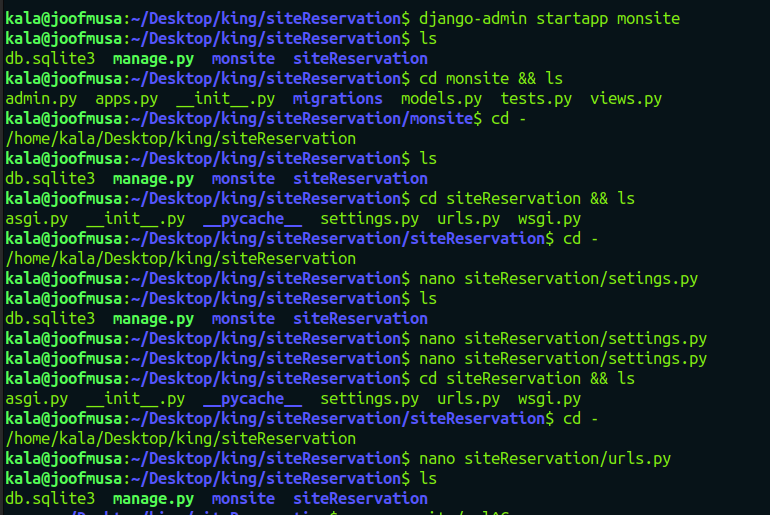 kala@joofmusa:~/Desktop/king/siteReservation$ django-admin startapp monsite
kala@joofmusa:~/Desktop/king/siteReservation$ ls
db.sqlite3  manage.py  monsite  siteReservation
kala@joofmusa:~/Desktop/king/siteReservation$ cd monsite && ls
admin.py  apps.py  __init__.py  migrations  models.py  tests.py  views.py
kala@joofmusa:~/Desktop/king/siteReservation/monsite$ cd -
/home/kala/Desktop/king/siteReservation
kala@joofmusa:~/Desktop/king/siteReservation$ ls
db.sqlite3  manage.py  monsite  siteReservation
kala@joofmusa:~/Desktop/king/siteReservation$ cd siteReservation && ls
asgi.py  __init__.py  __pycache__  settings.py  urls.py  wsgi.py
kala@joofmusa:~/Desktop/king/siteReservation/siteReservation$ cd -
/home/kala/Desktop/king/siteReservation
kala@joofmusa:~/Desktop/king/siteReservation$ nano siteReservation/setings.py
kala@joofmusa:~/Desktop/king/siteReservation$ ls
db.sqlite3  manage.py  monsite  siteReservation
kala@joofmusa:~/Desktop/king/siteReservation$ nano siteReservation/settings.py
kala@joofmusa:~/Desktop/king/siteReservation$ nano siteReservation/settings.py
kala@joofmusa:~/Desktop/king/siteReservation$ cd siteReservation && ls
asgi.py  __init__.py  __pycache__  settings.py  urls.py  wsgi.py
kala@joofmusa:~/Desktop/king/siteReservation/siteReservation$ cd -
/home/kala/Desktop/king/siteReservation
kala@joofmusa:~/Desktop/king/siteReservation$ nano siteReservation/urls.py
kala@joofmusa:~/Desktop/king/siteReservation$ ls
db.sqlite3  manage.py  monsite  siteReservation